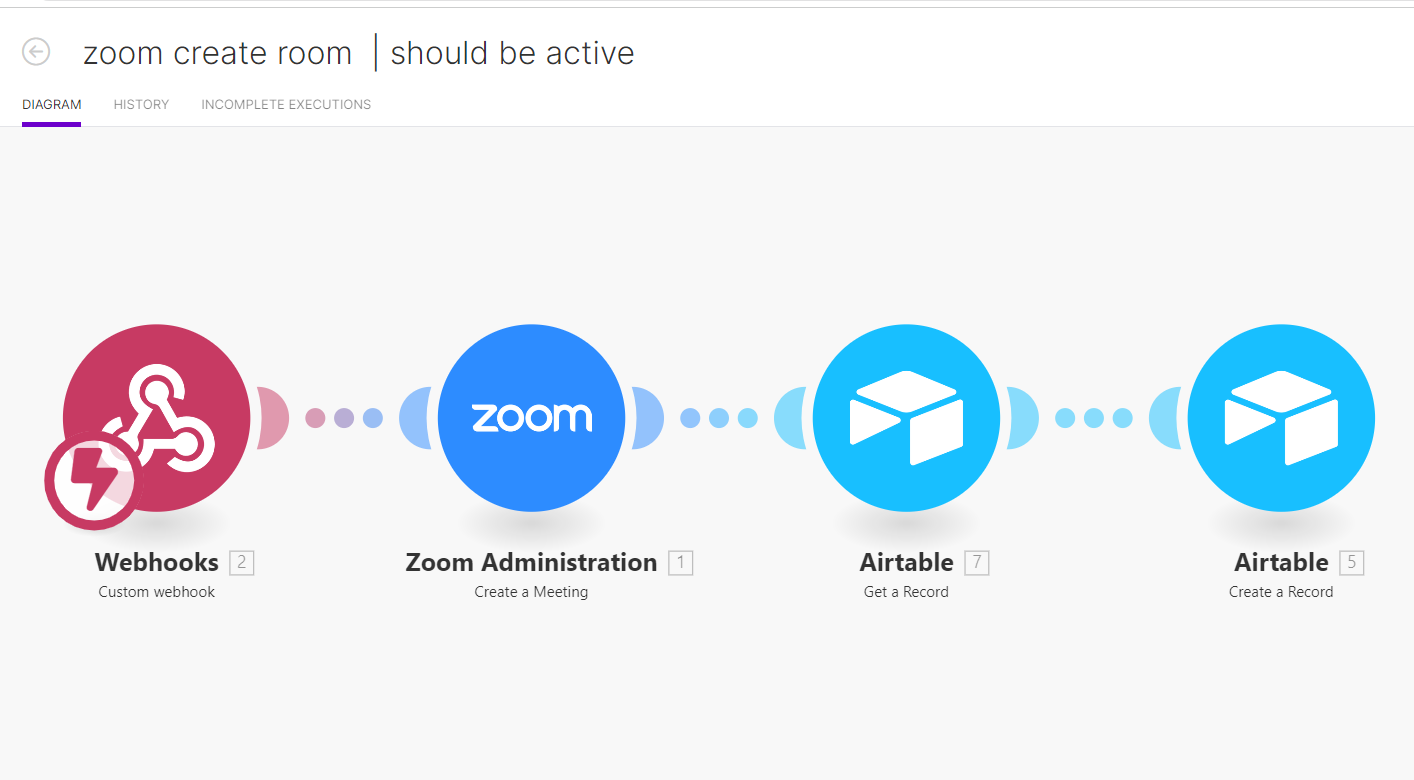 zoom create room | should be active
DIAGRAM HISTORY INCOMPLETE EXECUTIONS
zoom
Webhooks 2
Custom webhook
Zoom Administration 1
Create a Meeting
Airtable 7
Get a Record
Airtable 5
Create a Record